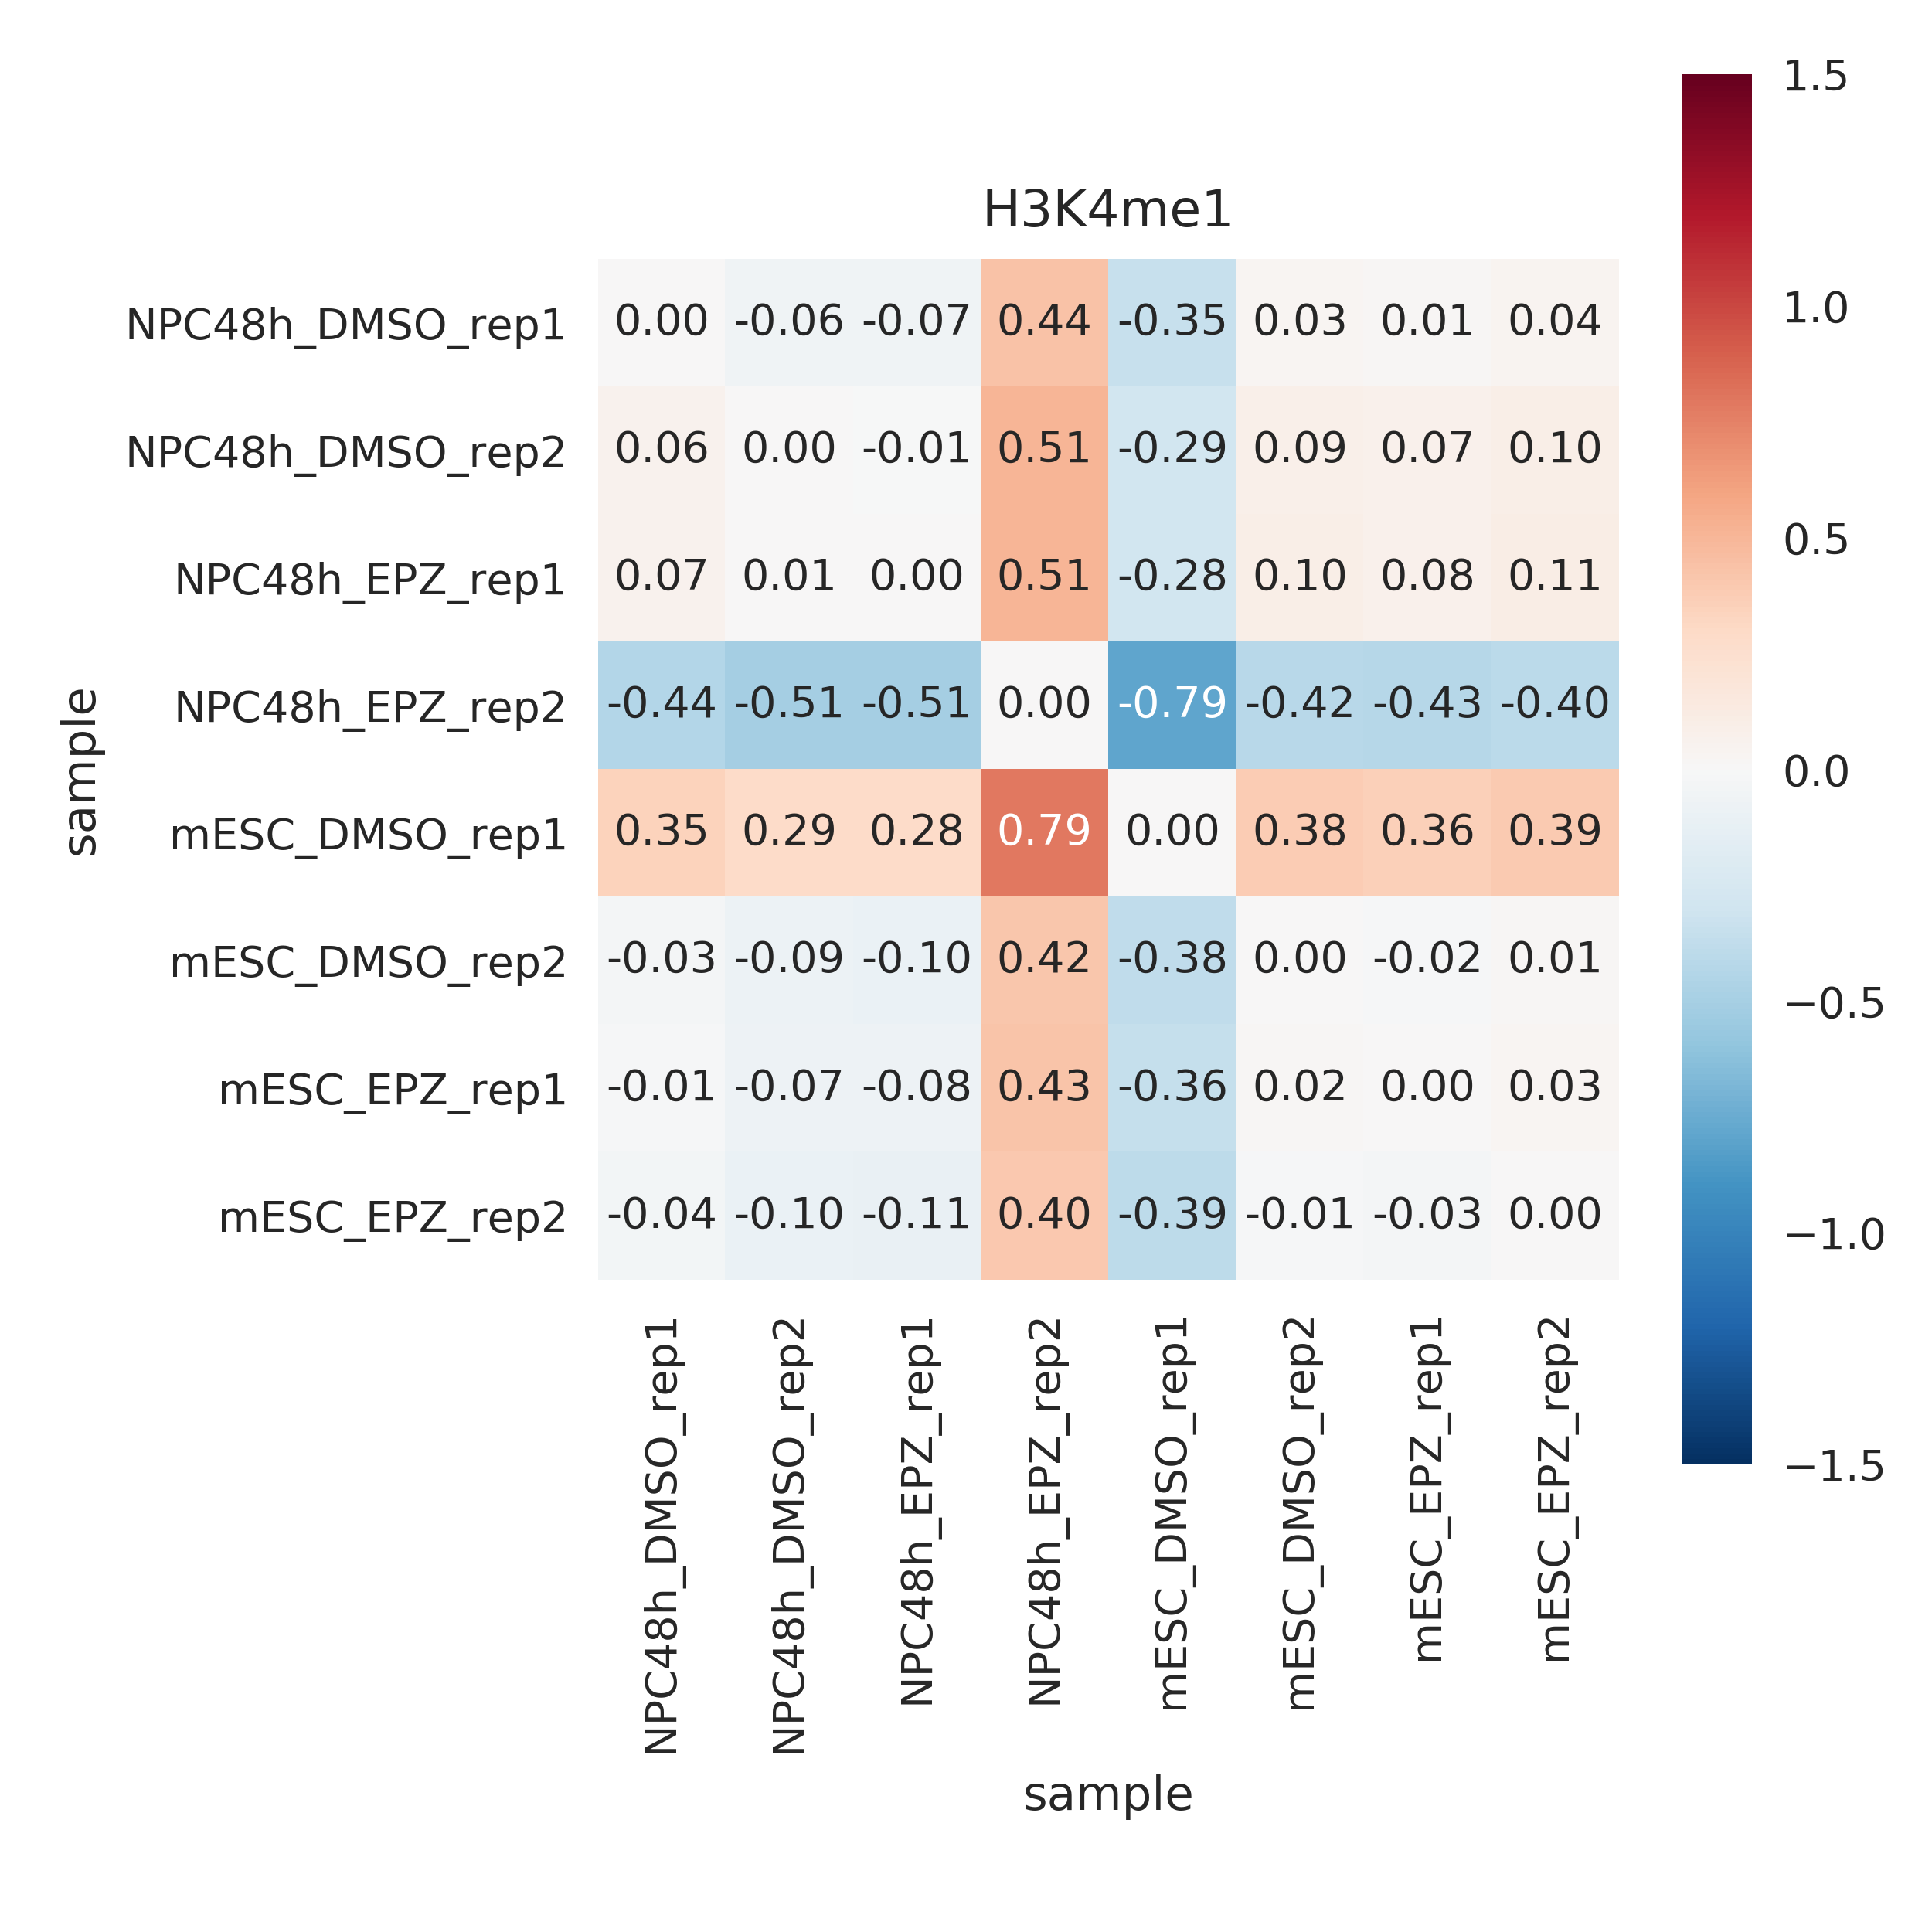 H3K4me1
1.5
1.0
0.5
0.0
−0.5
−1.0
−1.5
sample
NPC48h_DMSO_rep1 0.00 -0.06 -0.07 0.44 -0.35 0.03 0.01 0.04
NPC48h_DMSO_rep2 0.06 0.00 -0.01 0.51 -0.29 0.09 0.07 0.10
NPC48h_EPZ_rep1 0.07 0.01 0.00 0.51 -0.28 0.10 0.08 0.11
NPC48h_EPZ_rep2 -0.44 -0.51 -0.51 0.00 -0.79 -0.42 -0.43 -0.40
mESC_DMSO_rep1 0.35 0.29 0.28 0.79 0.00 0.38 0.36 0.39
mESC_DMSO_rep2 -0.03 -0.09 -0.10 0.42 -0.38 0.00 -0.02 0.01
mESC_EPZ_rep1 -0.01 -0.07 -0.08 0.43 -0.36 0.02 0.00 0.03
mESC_EPZ_rep2 -0.04 -0.10 -0.11 0.40 -0.39 -0.01 -0.03 0.00
NPC48h_DMSO_rep1
NPC48h_DMSO_rep2
NPC48h_EPZ_rep1
NPC48h_EPZ_rep2
mESC_DMSO_rep1
mESC_DMSO_rep2
mESC_EPZ_rep1
mESC_EPZ_rep2
sample